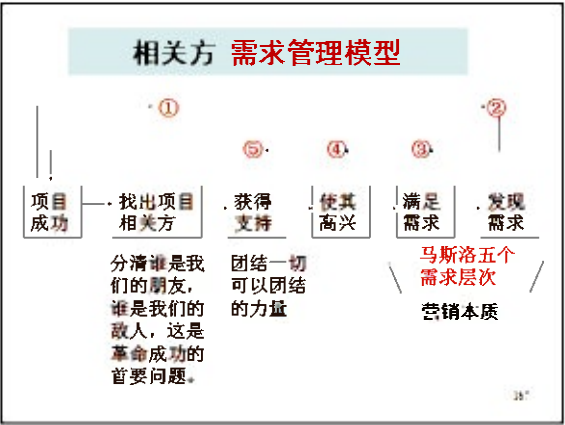 相关方 需求管理模型
① ②
⑤ ④ ③
项目 找出项目 获得 使其 满足 发现
成功 相关方 支持 高兴 需求 需求
分清谁是我
们的朋友，
谁是我们的
敌人，这是
革命成功的
首要问题。
团结一切
可以团结
的力量
马斯洛五个
需求层次
营销本质